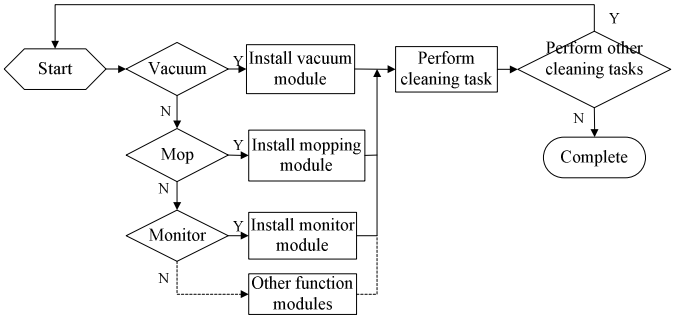 Y
Start
Vacuum
Y
Install vacuum
module
Perform
cleaning task
Perform other
cleaning tasks
N
N
Mop
Y
Install mopping
module
Complete
N
Monitor
Y
Install monitor
module
N
Other function
modules